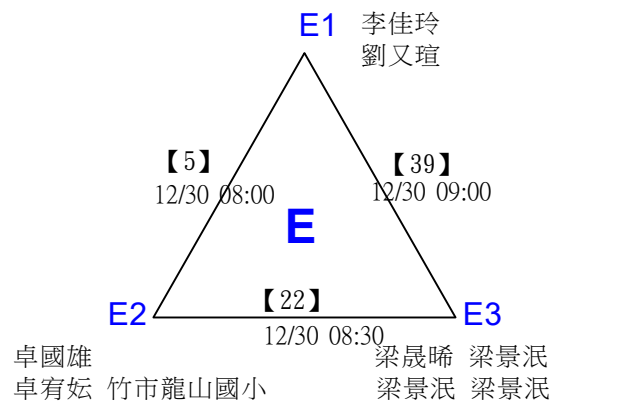 E1 李佳玲
劉又瑄
【5】
12/30 08:00
【39】
12/30 09:00
E
【22】
12/30 08:30
E2
E3
卓國雄
卓宥妘 竹市龍山國小
梁晟晞 梁景泯
梁景泯 梁景泯